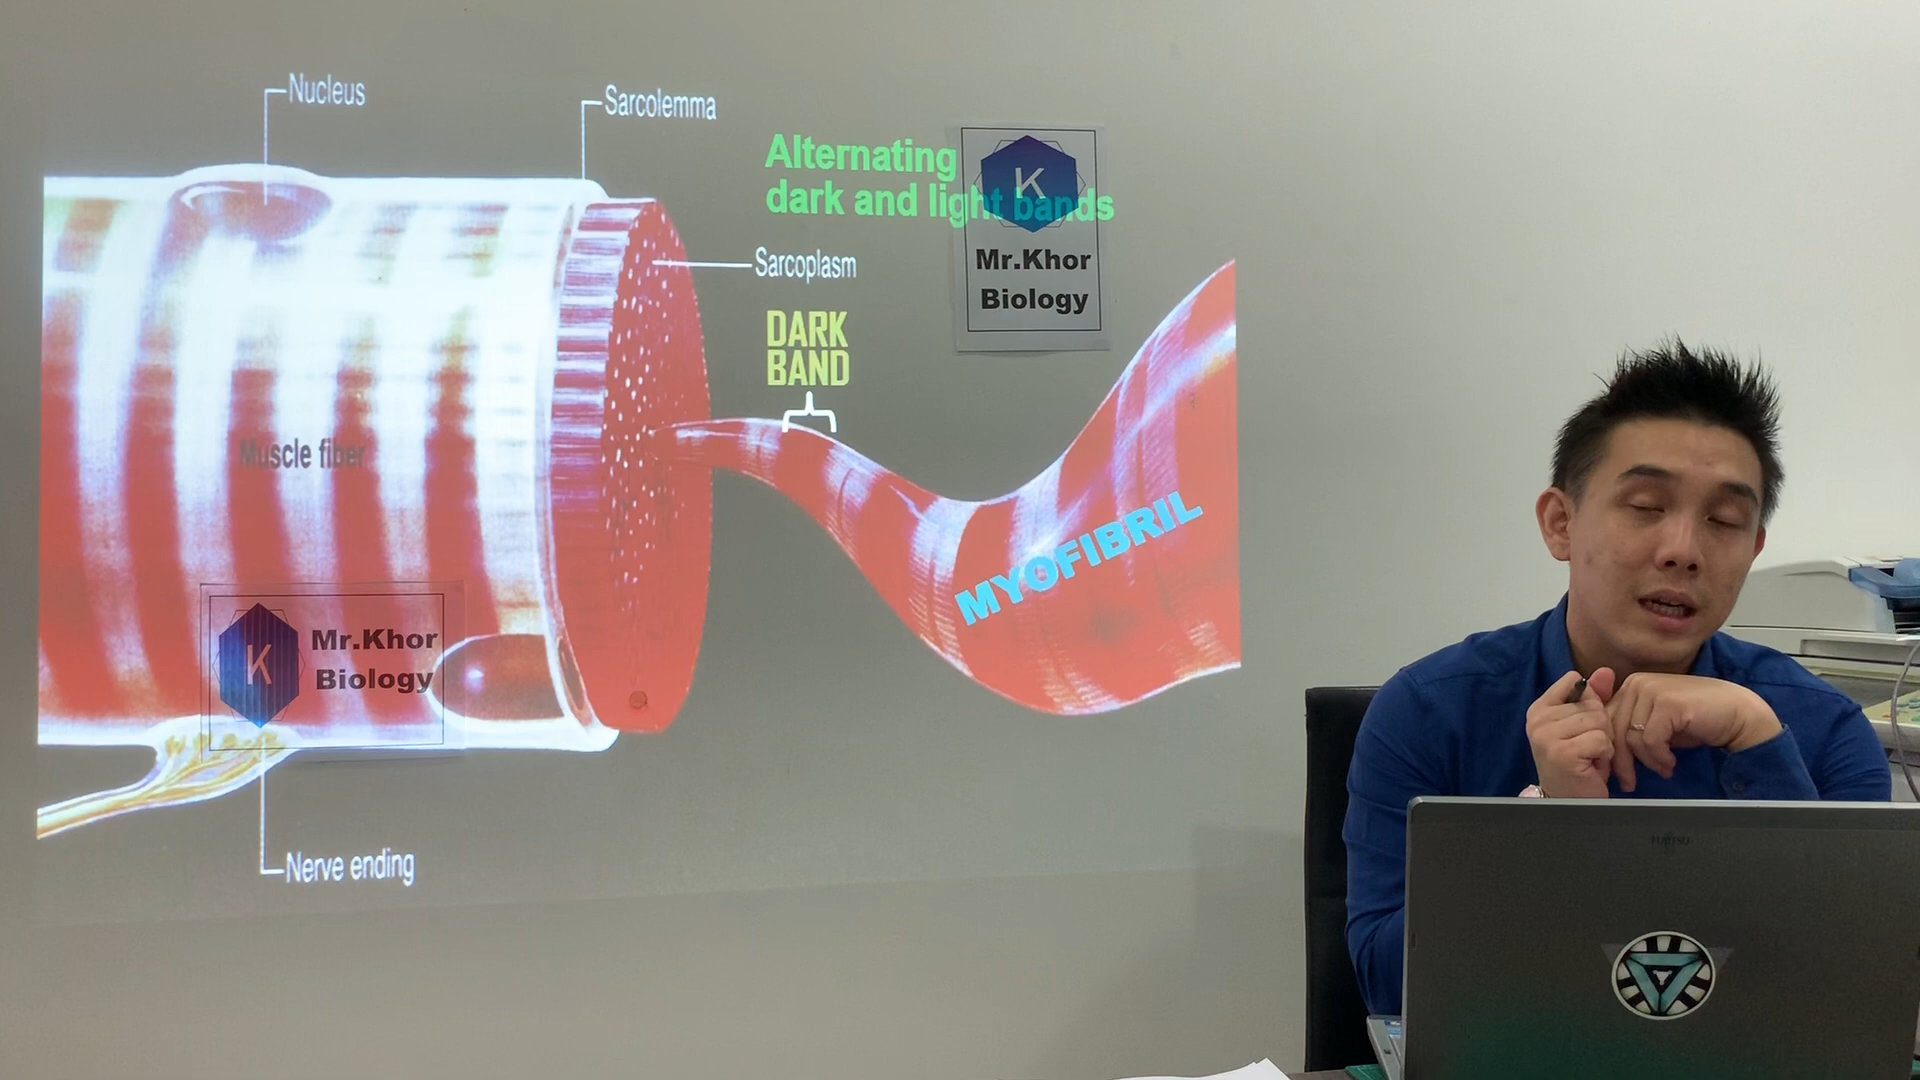 Nucleus
Sarcolemma
Alternating
dark and light bands
K
Mr.Khor
Biology
Sarcoplasm
DARK
BAND
Muscle fiber
MYOFIBRIL
K
Mr.Khor
Biology
Nerve ending
FUJITSU